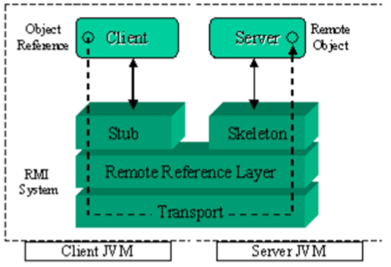 Object
Reference
Client
Server
Remote
Object
Stub
Skeleton
RMI
System
Remote Reference Layer
Transport
Client JVM
Server JVM